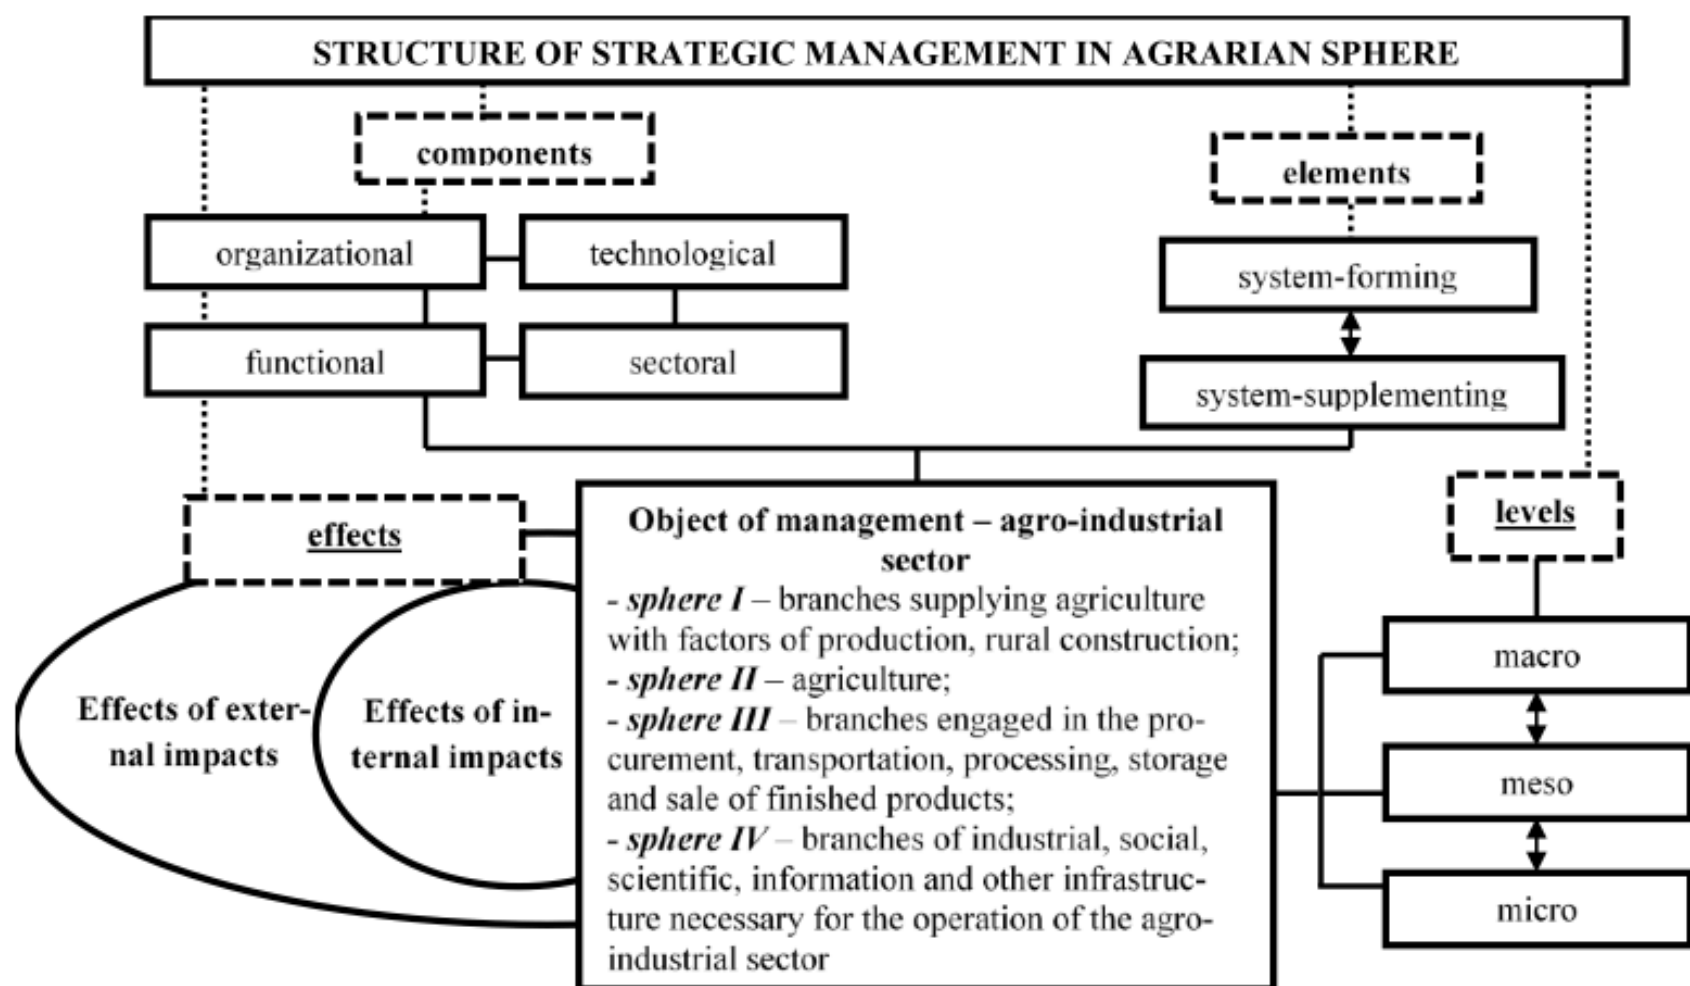 STRUCTURE OF STRATEGIC MANAGEMENT IN AGRARIAN SPHERE
components
elements
organizational
technological
system-forming
functional
sectoral
system-supplementing
effects
levels
Object of management – agro-industrial
sector
- sphere I – branches supplying agriculture
with factors of production, rural construction;
- sphere II – agriculture;
- sphere III – branches engaged in the pro-
curement, transportation, processing, storage
and sale of finished products;
- sphere IV – branches of industrial, social,
scientific, information and other infrastruc-
ture necessary for the operation of the agro-
industrial sector
Effects of exter-
nal impacts
Effects of in-
ternal impacts
macro
meso
micro